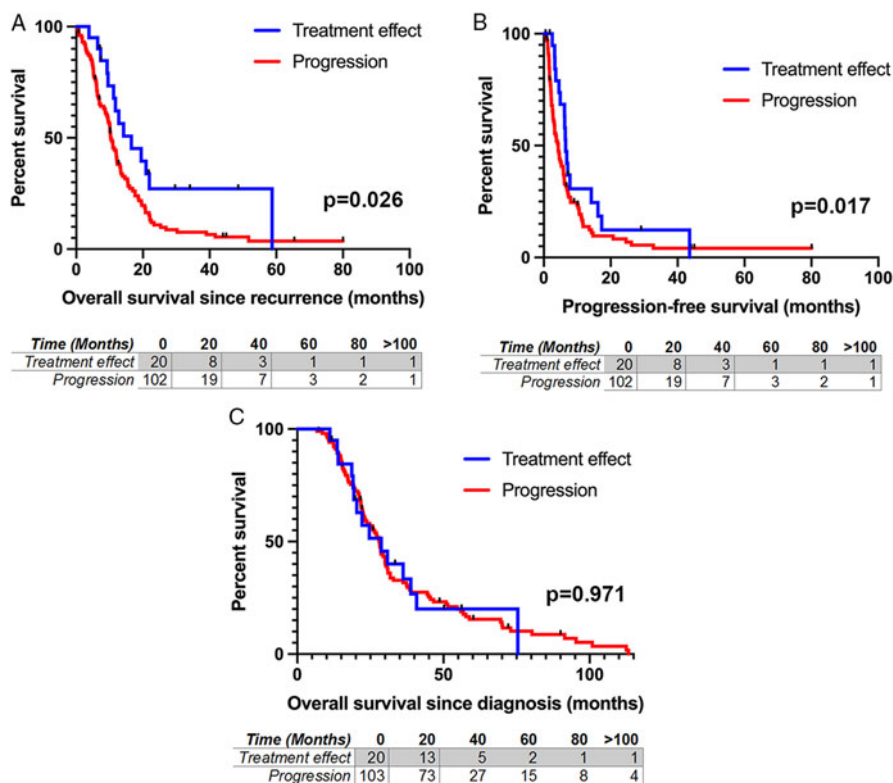 A
Percent survival
100
50
0
Treatment effect
Progression
p=0.026
0 20 40 60 80 100
Overall survival since recurrence (months)
Time (Months) 0 20 40 60 80 >100
Treatment effect 20 8 3 1 1 1
Progression 102 19 7 3 2 1
B
Percent survival
100
50
0
Treatment effect
Progression
p=0.017
0 20 40 60 80 100
Progression-free survival (months)
Time (Months) 0 20 40 60 80 >100
Treatment effect 20 8 3 1 1 1
Progression 102 19 7 3 2 1
C
Percent survival
100
50
0
Treatment effect
Progression
p=0.971
0 50 100
Overall survival since diagnosis (months)
Time (Months) 0 20 40 60 80 >100
Treatment effect 20 13 5 2 1 1
Progression 103 73 27 15 8 4